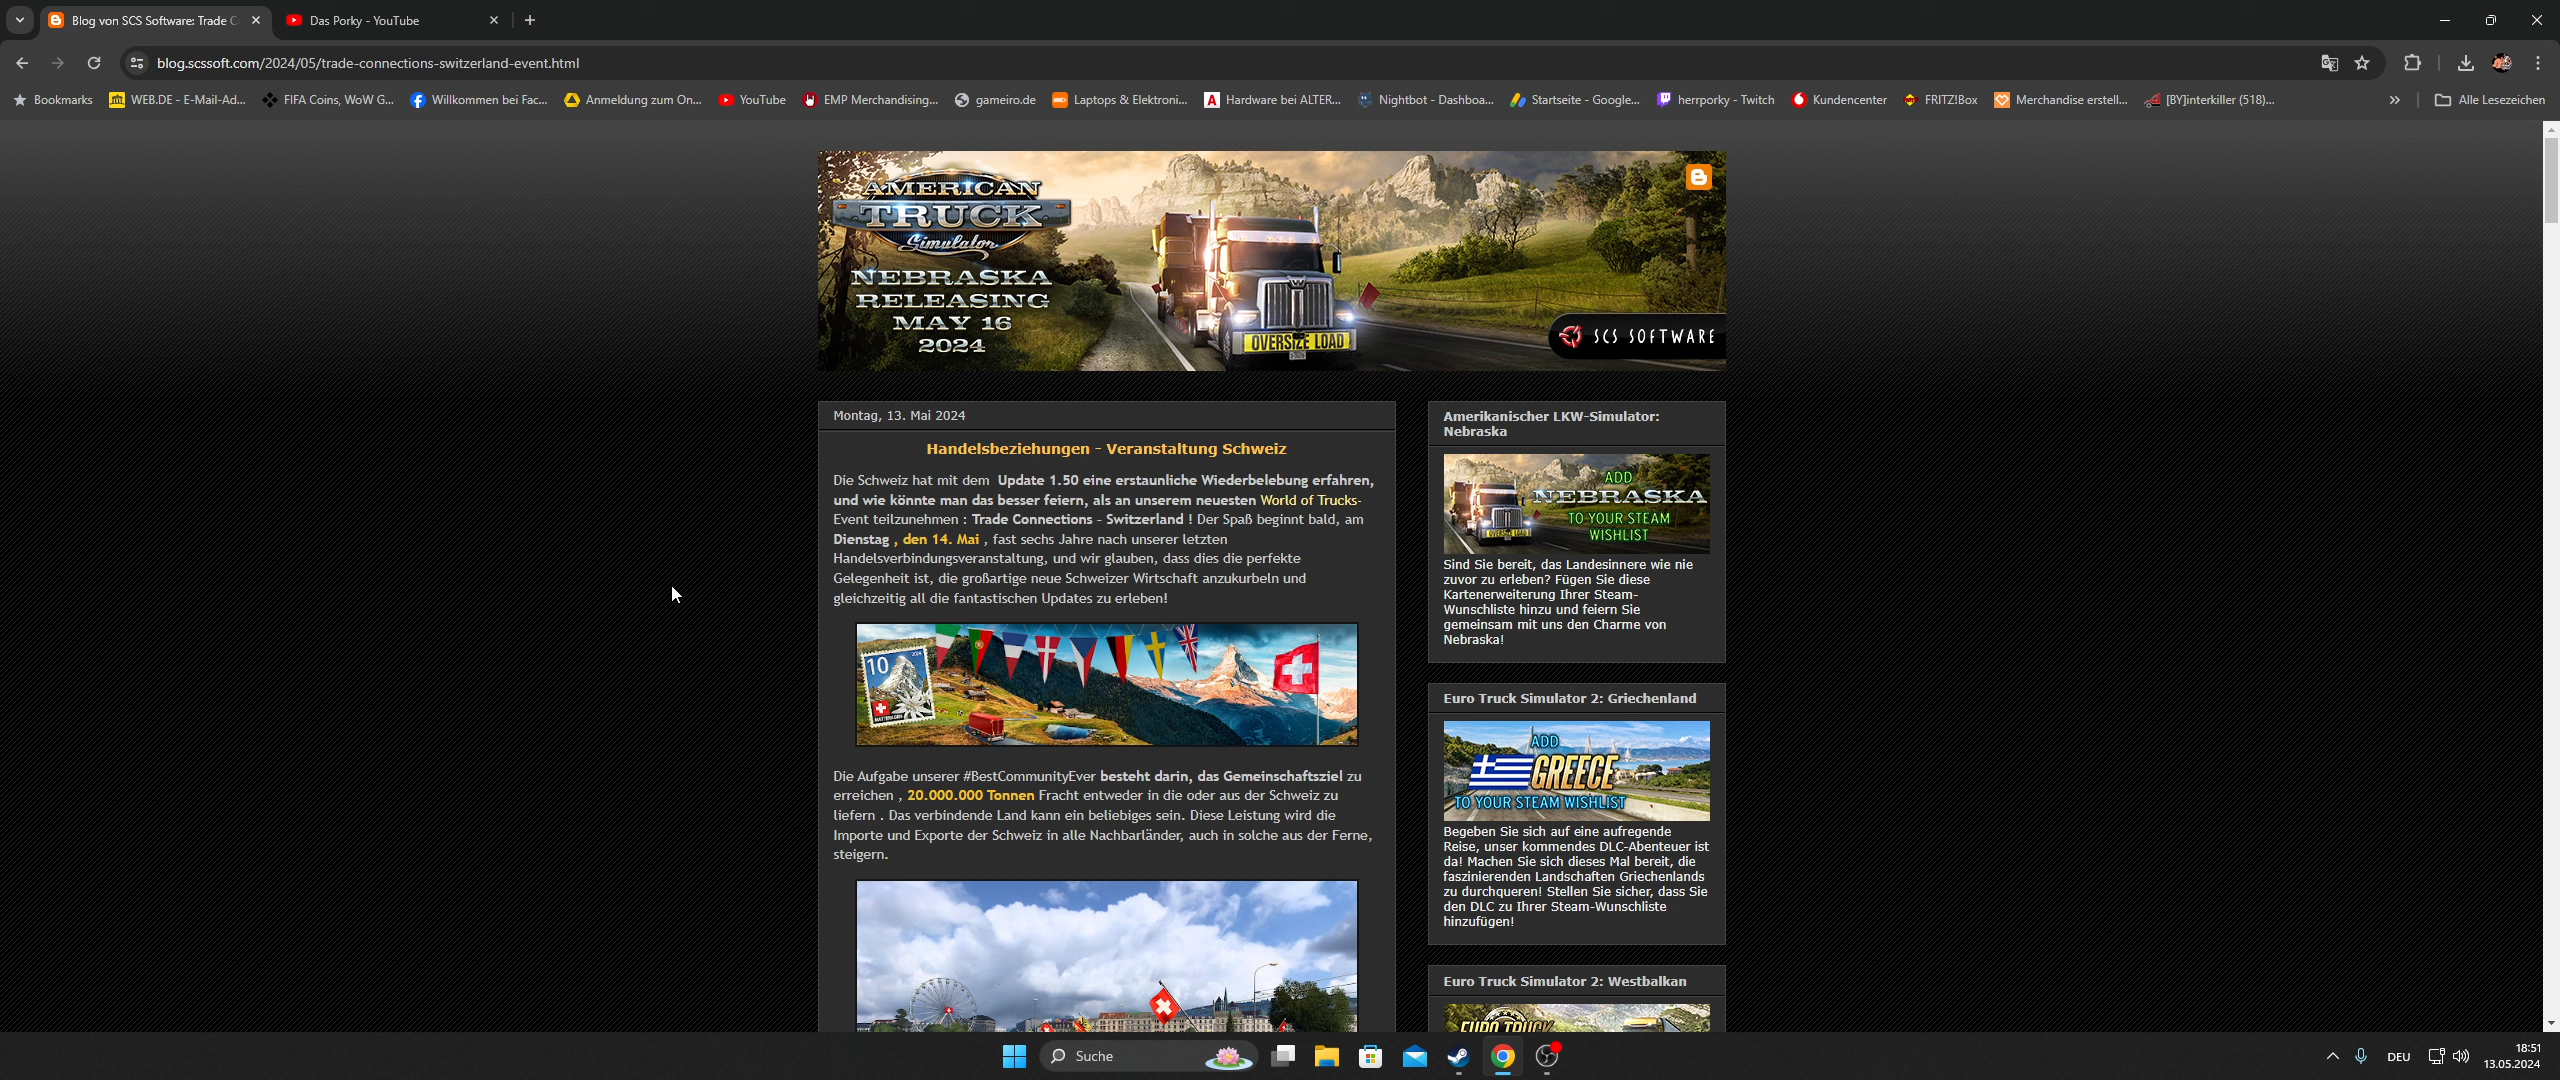 Blog von SCS Software: Trade C
Das Porky - YouTube
blog.scssoft.com/2024/05/trade-connections-switzerland-event.html
Bookmarks
WEB.DE - E-Mail-Ad...
FIFA Coins, WoW G...
Willkommen bei Fac...
Anmeldung zum On...
YouTube
EMP Merchandising...
gameiro.de
Laptops & Elektroni...
Hardware bei ALTER...
Nightbot - Dashboa...
Startseite - Google...
herrporky - Twitch
Kundencenter
FRITZ!Box
Merchandise erstell...
[BY]interkiller (518)...
Alle Lesezeichen
AMERICAN
TRUCK
Simulator
NEBRASKA
RELEASING
MAY 16
2024
OVERSIZE LOAD
SCS SOFTWARE
Montag, 13. Mai 2024
Handelsbeziehungen - Veranstaltung Schweiz
Die Schweiz hat mit dem Update 1.50 eine erstaunliche Wiederbelebung erfahren,
und wie könnte man das besser feiern, als an unserem neuesten World of Trucks-
Event teilzunehmen : Trade Connections - Switzerland ! Der Spaß beginnt bald, am
Dienstag , den 14. Mai , fast sechs Jahre nach unserer letzten
Handelsverbindungsveranstaltung, und wir glauben, dass dies die perfekte
Gelegenheit ist, die großartige neue Schweizer Wirtschaft anzukurbeln und
gleichzeitig all die fantastischen Updates zu erleben!
10
2024
MATTERHORN
Die Aufgabe unserer #BestCommunityEver besteht darin, das Gemeinschaftsziel zu
erreichen , 20.000.000 Tonnen Fracht entweder in die oder aus der Schweiz zu
liefern . Das verbindende Land kann ein beliebiges sein. Diese Leistung wird die
Importe und Exporte der Schweiz in alle Nachbarländer, auch in solche aus der Ferne,
steigern.
Amerikanischer LKW-Simulator:
Nebraska
ADD
NEBRASKA
TO YOUR STEAM
WISHLIST
OVERSIZE LOAD
Sind Sie bereit, das Landesinnere wie nie
zuvor zu erleben? Fügen Sie diese
Kartenerweiterung Ihrer Steam-
Wunschliste hinzu und feiern Sie
gemeinsam mit uns den Charme von
Nebraska!
Euro Truck Simulator 2: Griechenland
ADD
GREECE
TO YOUR STEAM WISHLIST
Begeben Sie sich auf eine aufregende
Reise, unser kommendes DLC-Abenteuer ist
da! Machen Sie sich dieses Mal bereit, die
faszinierenden Landschaften Griechenlands
zu durchqueren! Stellen Sie sicher, dass Sie
den DLC zu Ihrer Steam-Wunschliste
hinzufügen!
Euro Truck Simulator 2: Westbalkan
EURO TRUCK
Suche
DEU
18:51
13.05.2024